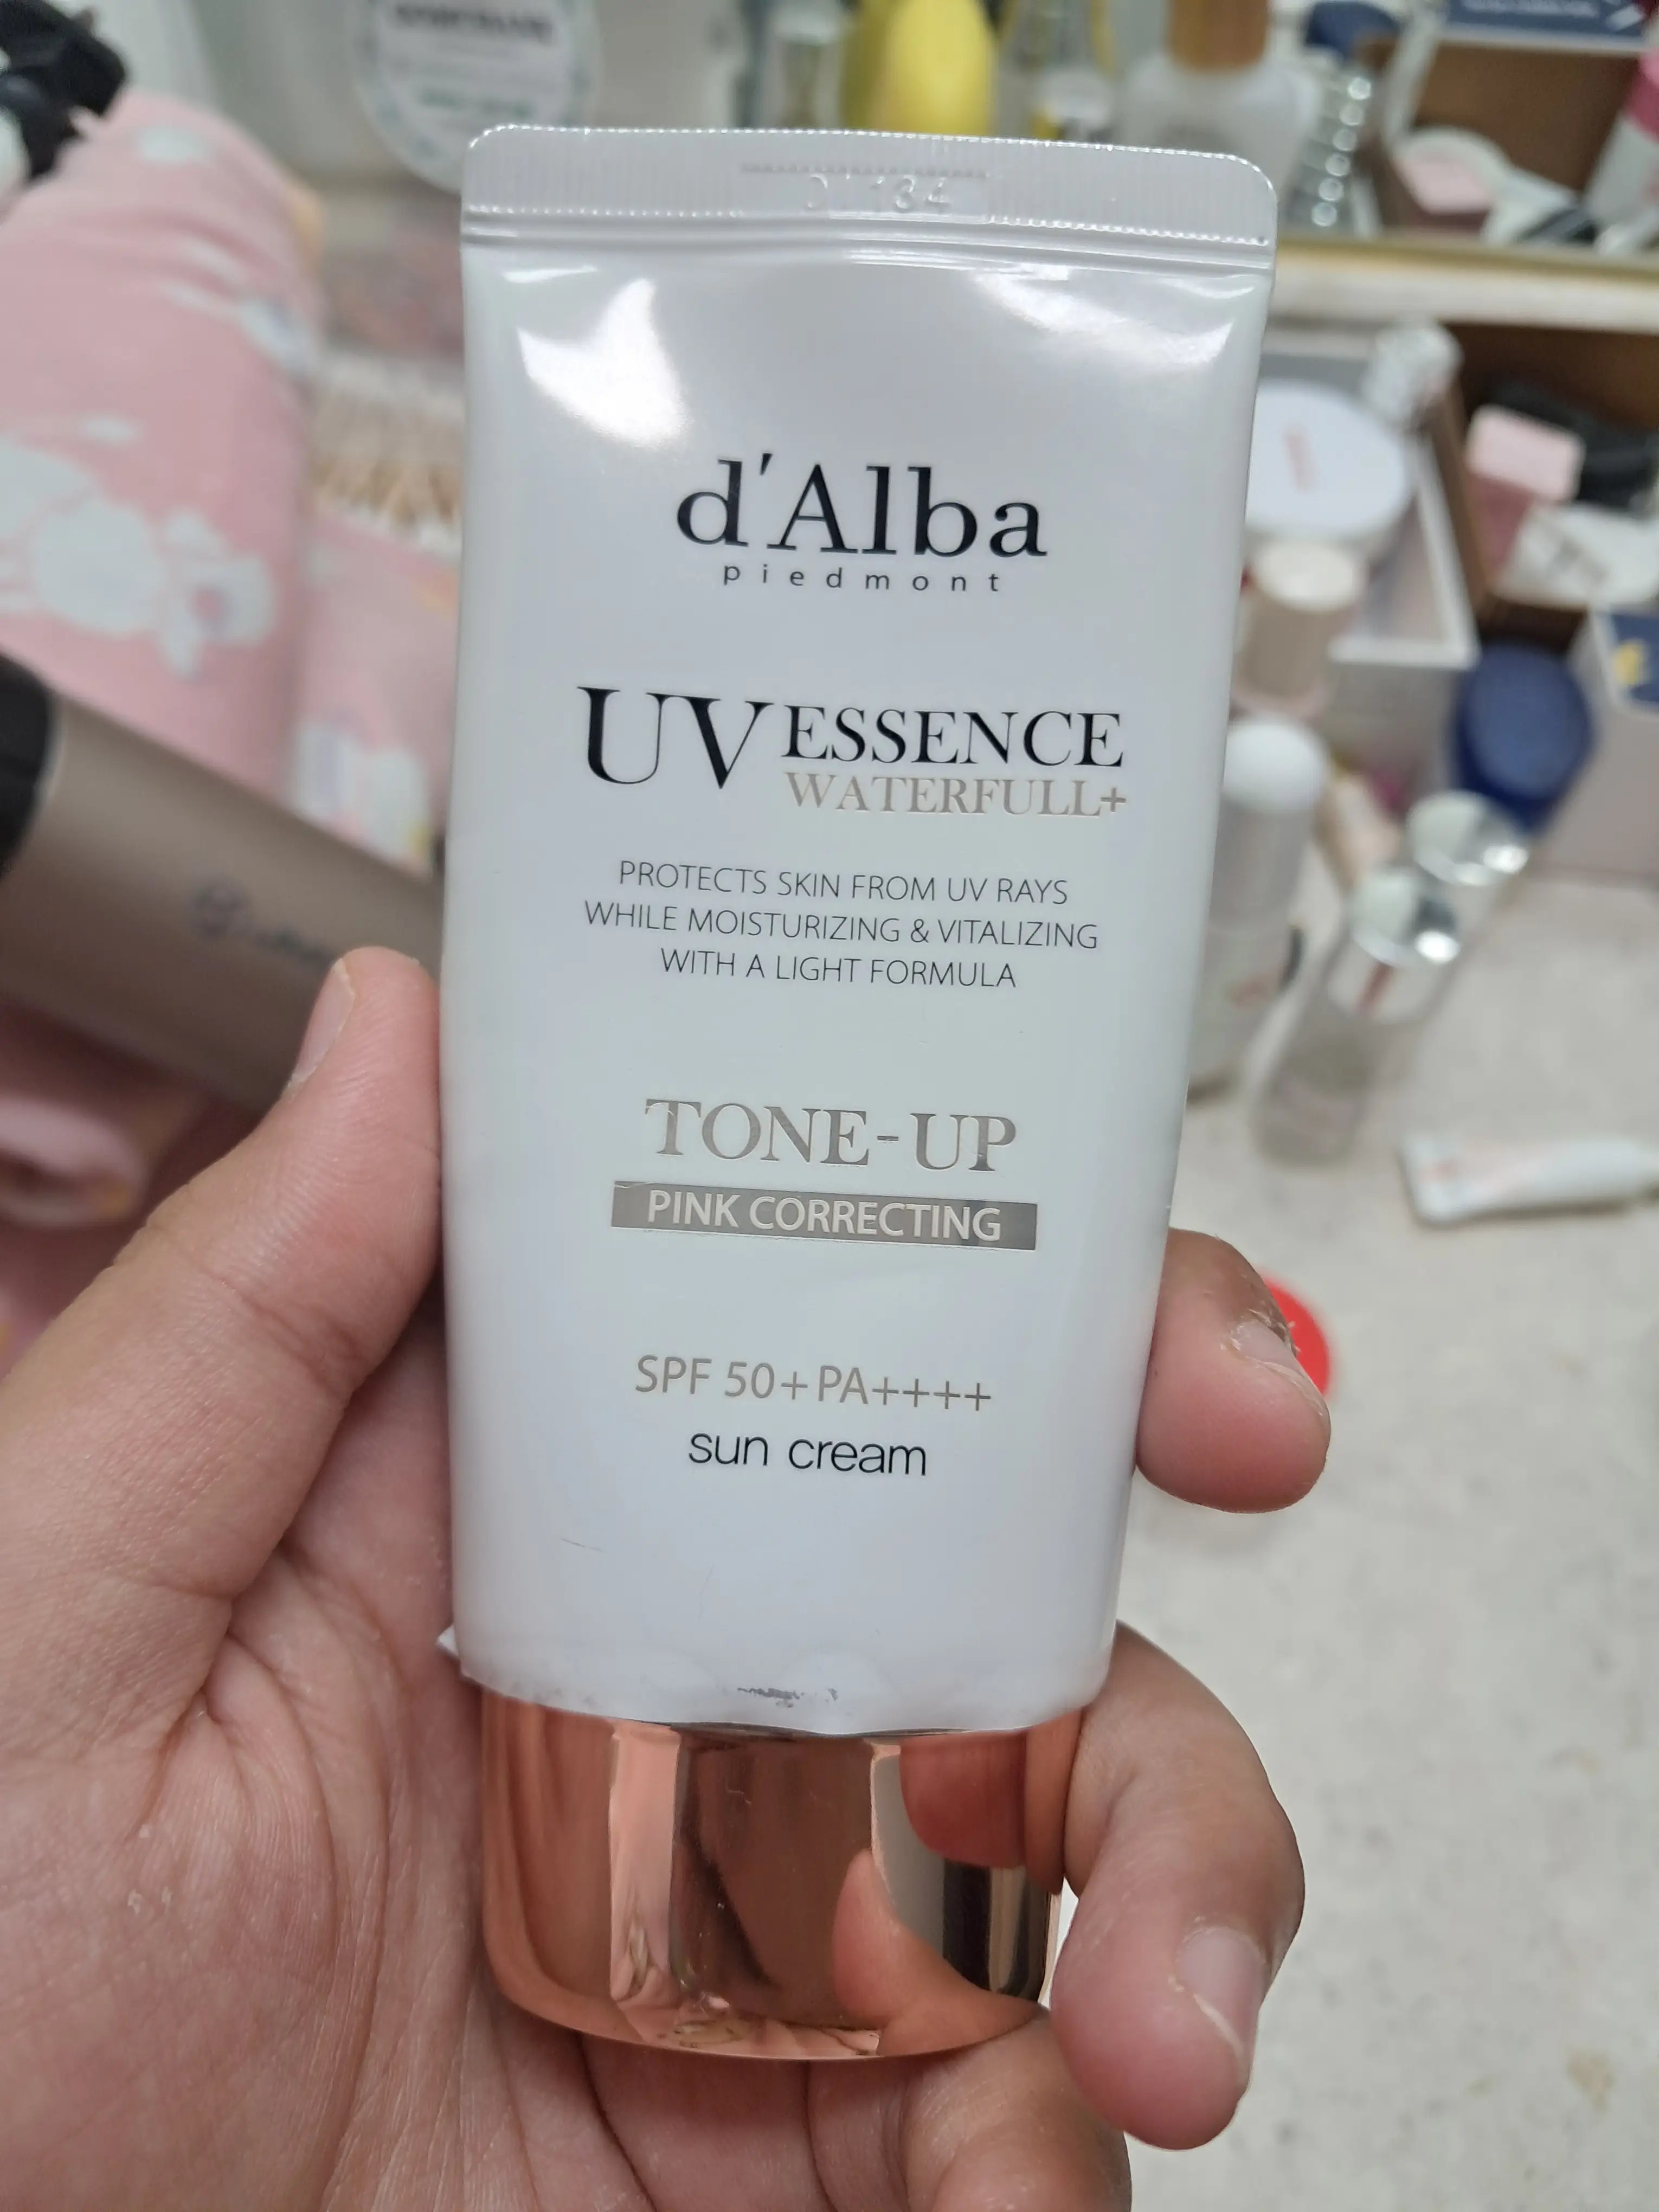 d'Alba
piedmont
UV ESSENCE
WATERFULL+
PROTECTS SKIN FROM UV RAYS
WHILE MOISTURIZING & VITALIZING
WITH A LIGHT FORMULA
TONE-UP
PINK CORRECTING
SPF 50+ PA++++
sun cream